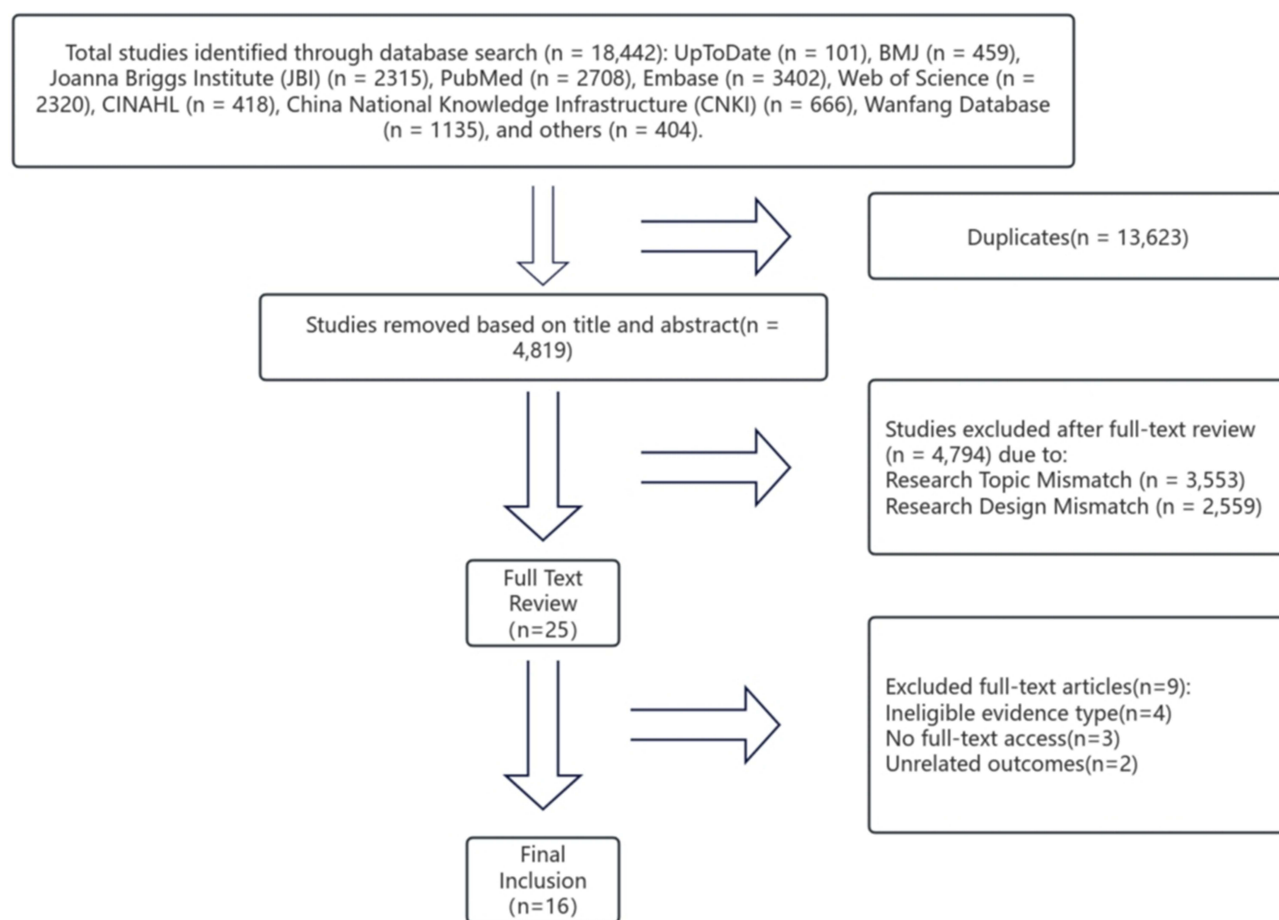 Total studies identified through database search (n = 18,442): UpToDate (n = 101), BMJ (n = 459),
Joanna Briggs Institute (JBI) (n = 2315), PubMed (n = 2708), Embase (n = 3402), Web of Science (n =
2320), CINAHL (n = 418), China National Knowledge Infrastructure (CNKI) (n = 666), Wanfang Database
(n = 1135), and others (n = 404).
Duplicates(n = 13,623)
Studies removed based on title and abstract(n =
4,819)
Studies excluded after full-text review
(n = 4,794) due to:
Research Topic Mismatch (n = 3,553)
Research Design Mismatch (n = 2,559)
Full Text
Review
(n=25)
Excluded full-text articles(n=9):
Ineligible evidence type(n=4)
No full-text access(n=3)
Unrelated outcomes(n=2)
Final
Inclusion
(n=16)